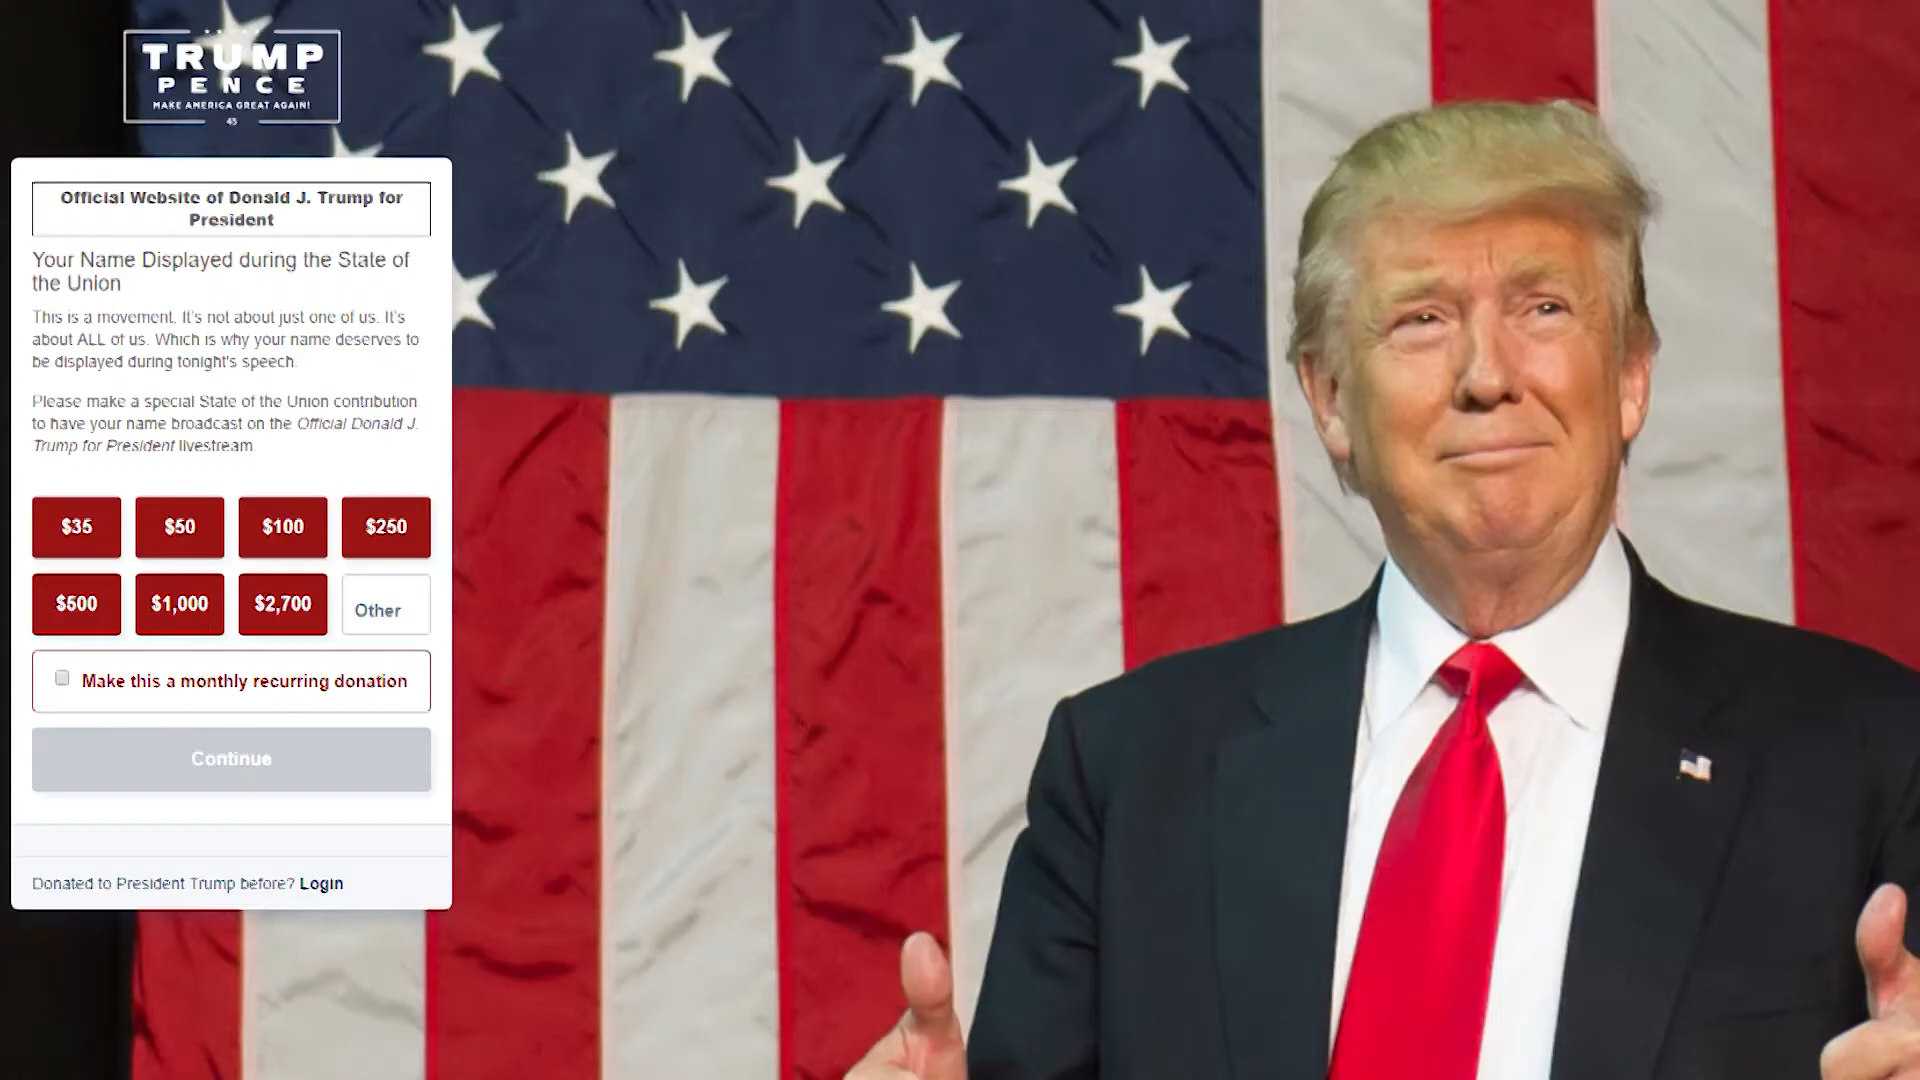 TRUMP
PENCE
MAKE AMERICA GREAT AGAIN!
45
Official Website of Donald J. Trump for
President
Your Name Displayed during the State of
the Union
This is a movement. It's not about just one of us. It's
about ALL of us. Which is why your name deserves to
be displayed during tonight's speech.
Please make a special State of the Union contribution
to have your name broadcast on the Official Donald J.
Trump for President livestream.
$35 $50 $100 $250
$500 $1,000 $2,700 Other
Make this a monthly recurring donation
Continue
Donated to President Trump before? Login